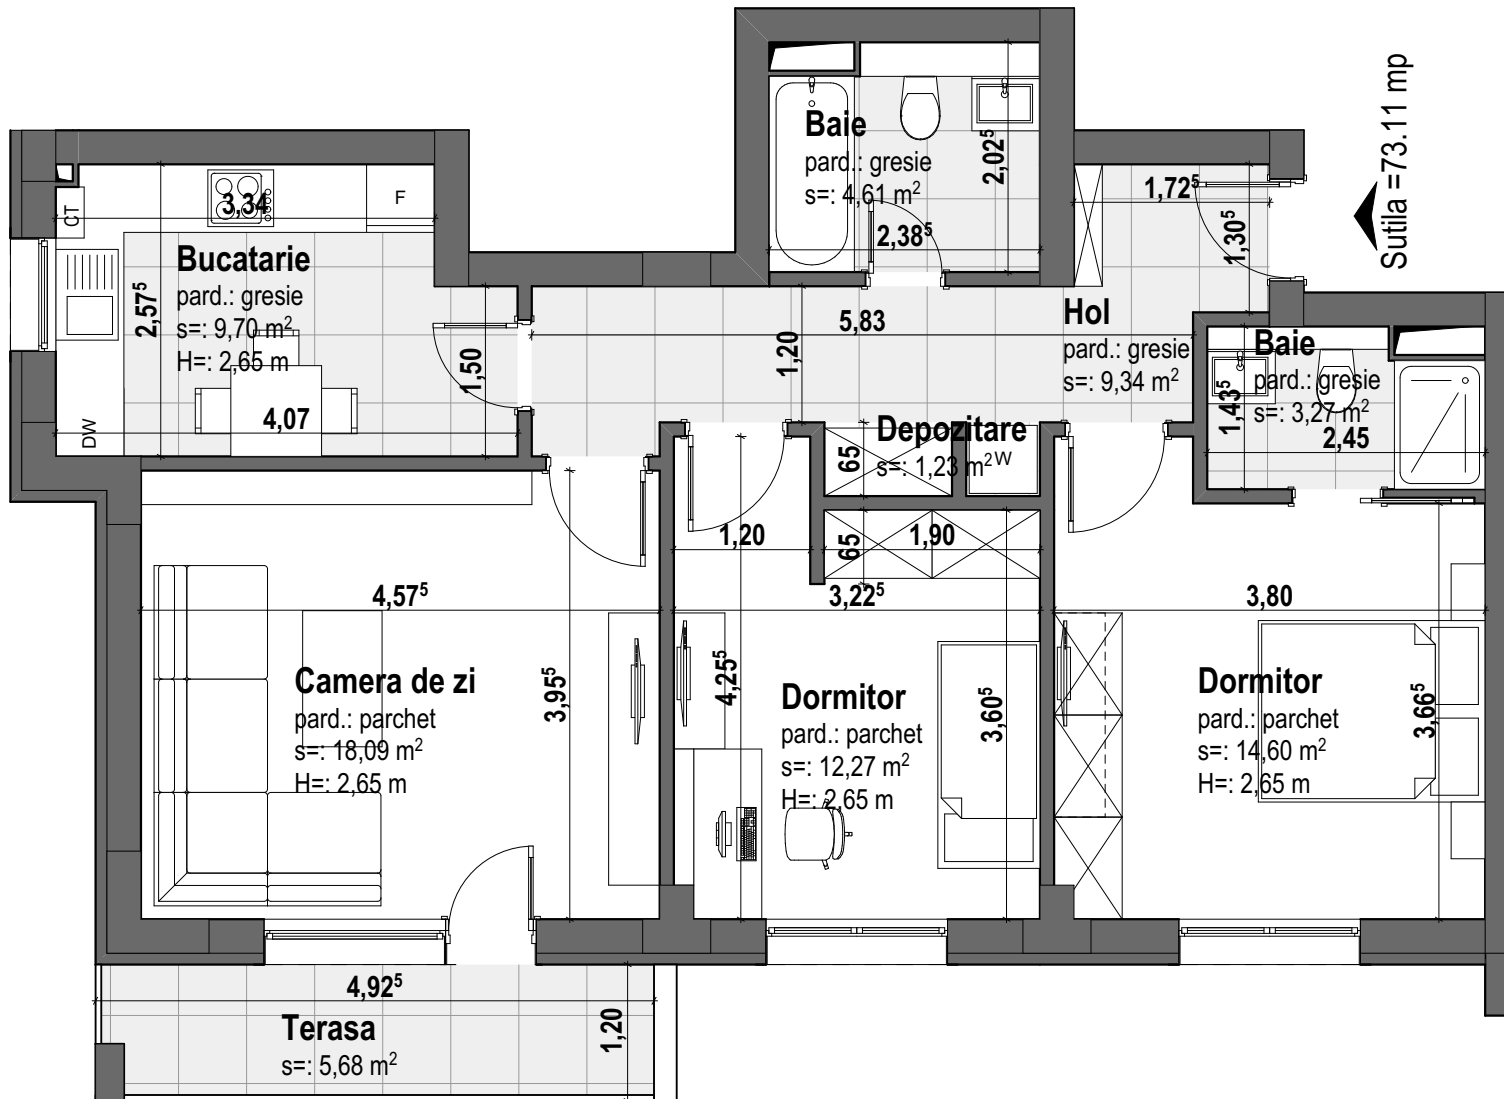 Sutila =73.11 mp
Baie
pard.: gresie
s=: 4,61 m²
2,02⁵
2,38⁵
1,72⁵
1,30⁵
CT
3,34
F
Bucatarie
pard.: gresie
s=: 9,70 m²
H=: 2,65 m
2,57⁵
1,50
4,07
DW
5,83
1,20
Hol
pard.: gresie
s=: 9,34 m²
Baie
pard.: gresie
s=: 3,27 m²
1,43⁵
2,45
Depozitare
s=: 1,23 m²
W
65
65
1,20
1,90
4,57⁵
3,22⁵
3,80
Camera de zi
pard.: parchet
s=: 18,09 m²
H=: 2,65 m
3,95⁵
4,25⁵
Dormitor
pard.: parchet
s=: 12,27 m²
H=: 2,65 m
3,60⁵
Dormitor
pard.: parchet
s=: 14,60 m²
H=: 2,65 m
3,66⁵
4,92⁵
Terasa
s=: 5,68 m²
1,20